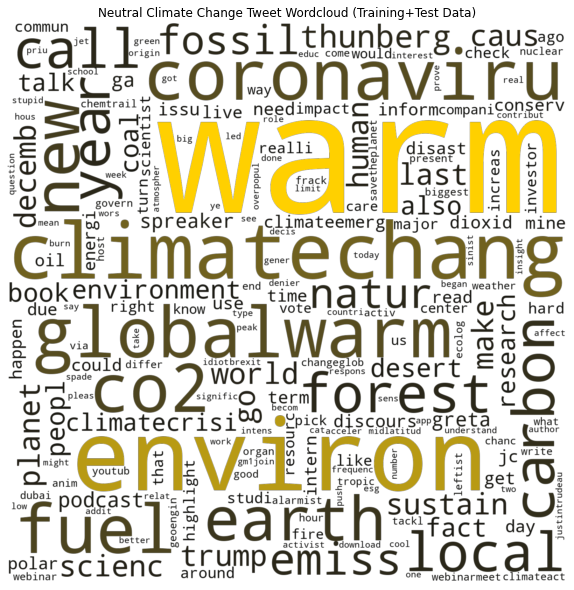 Neutral Climate Change Tweet Wordcloud (Training+Test Data)
commun
priu
jet
green
origin
call
fossil
thunberg
caus
ago
educ
come
would
interest
check
nuclear
talk
ga
school
got
way
prove
real
stupid
chemtrail
coronaviru
contribut
hous
new
year
decemb
coal
scientist
issu
live
need
impact
inform
compani
conserv
big
led
role
realli
human
disast
present
done
warm
question
week
turn
atmospher
frack
limit
savetheplanet
last
biggest
increas
investor
govern
wors
ye
overpopul
care
also
mean
energi
spreaker
see
climateemerg
major
dioxid
mine
burn
host
decis
sinist
oil
climatechang
gener
today
insight
book
environment
end
denier
natur
began
weather
read
due
say
right
know
use
time
vote
countri
activ
center
hard
via
take
type
peak
us
ecolog
make
research
affect
happen
globalwarm
could
differ
idiotbrexit
changeglob
desert
spade
co2
signific
world
respons
forest
sens
carbon
planet
peopl
pleas
go
term
becom
climatecrisi
pick
discours
app
greta
what
author
work
intens
resourc
cat
acceler
midlatitud
understand
chanc
write
might
that
organ
gm1join
intern
like
number
leftist
jc
anim
youtub
environ
good
frequenc
get
two
dubai
relat
highlight
studi
alarmist
tropic
push
esg
justintrudeau
low
podcast
sustain
addit
geoengin
hour
tackl
fact
day
fuel
better
earth
fire
activist
download
cool
local
polar
scienc
trump
emiss
webinar
around
one
webinarmeet
climateact